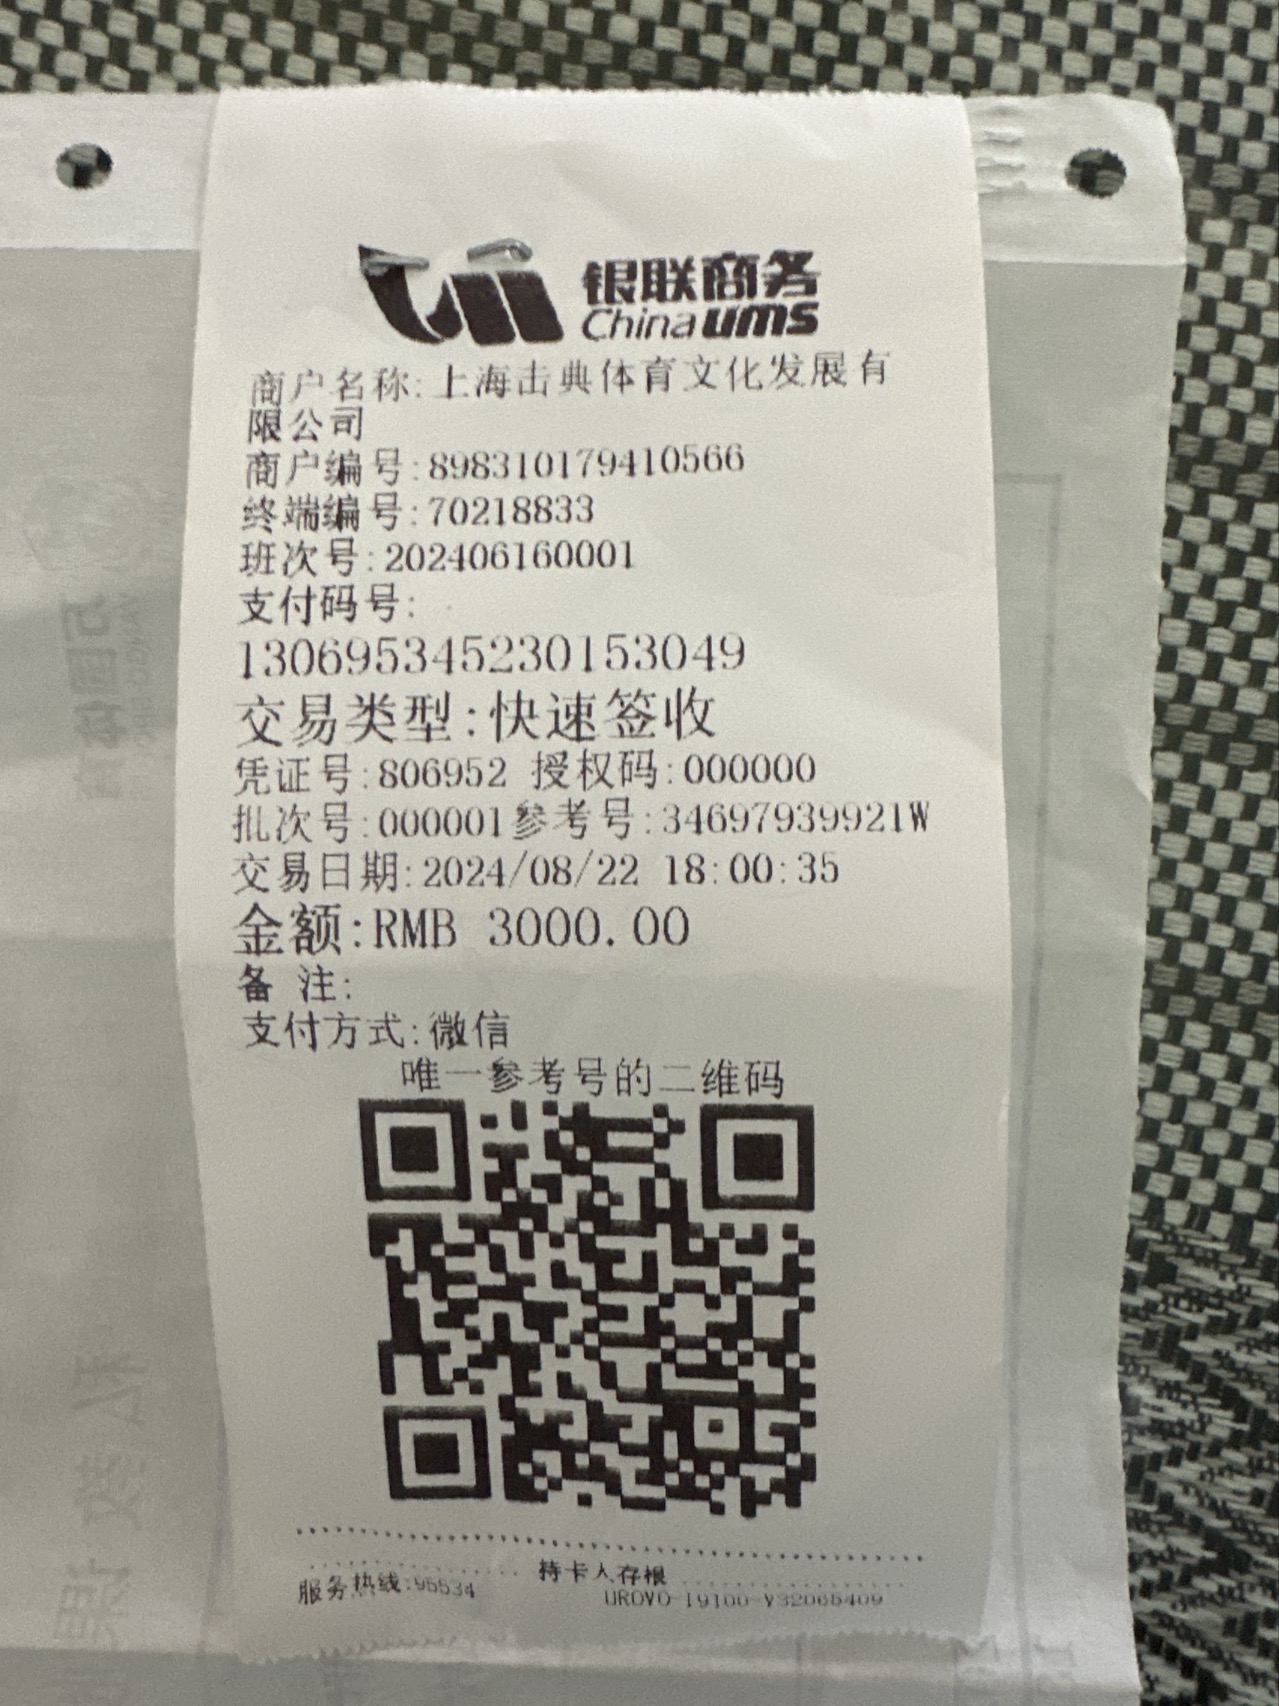 银联商务
China ums
商户名称:上海击典体育文化发展有
限公司
商户编号:898310179410566
终端编号:70218833
班次号:202406160001
支付码号:
130695345230153049
交易类型:快速签收
凭证号:806952 授权码:000000
批次号:000001参考号:34697939921W
交易日期:2024/08/22 18:00:35
金额:RMB 3000.00
备 注:
支付方式:微信
唯一参考号的二维码
持卡人存根
服务热线:95534
UROVO-I9100-V32065409